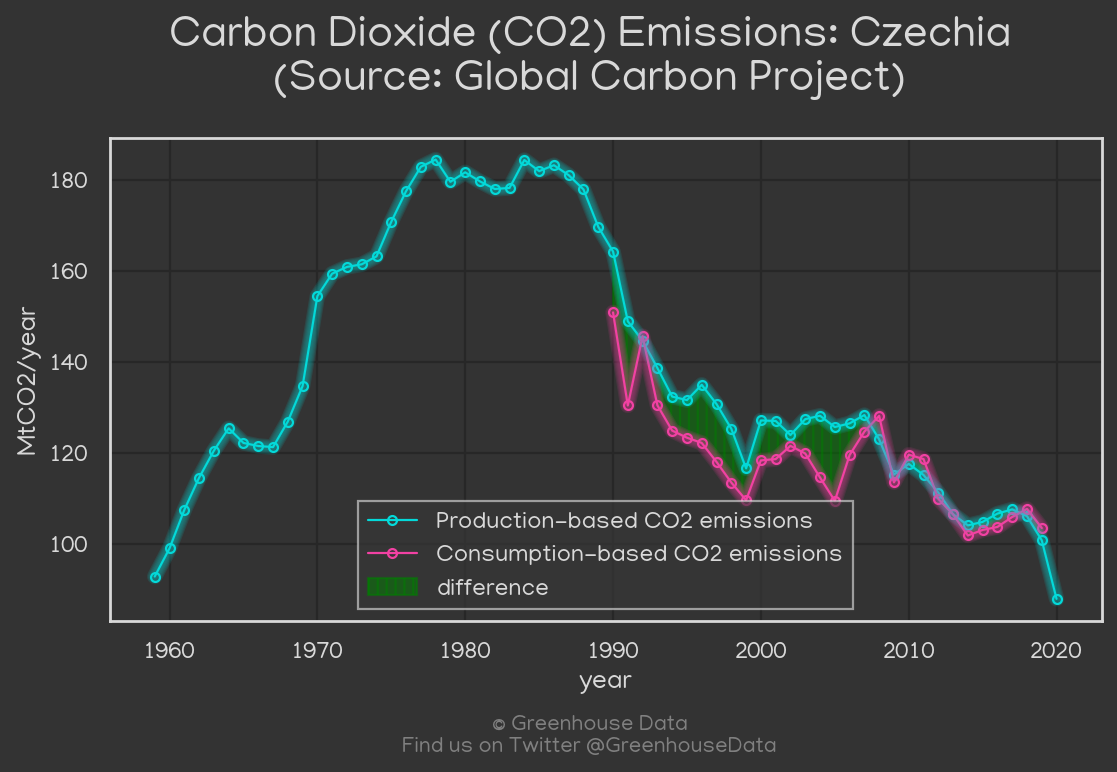 Carbon Dioxide (CO2) Emissions: Czechia
(Source: Global Carbon Project)
MtCO2/year
180
160
140
120
100
Production-based CO2 emissions
Consumption-based CO2 emissions
difference
1960 1970 1980 1990 2000 2010 2020
year
© Greenhouse Data
Find us on Twitter @GreenhouseData